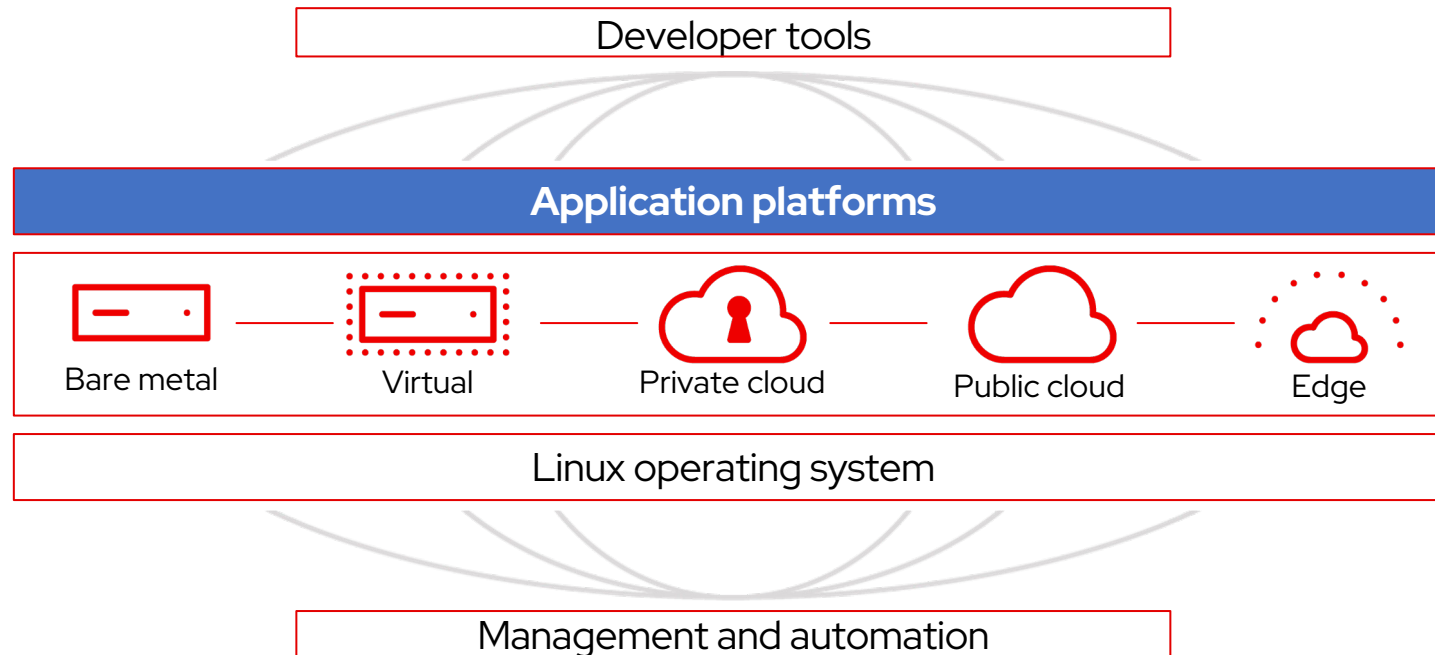 Developer tools
Application platforms
Bare metal
Virtual
Private cloud
Public cloud
Edge
Linux operating system
Management and automation